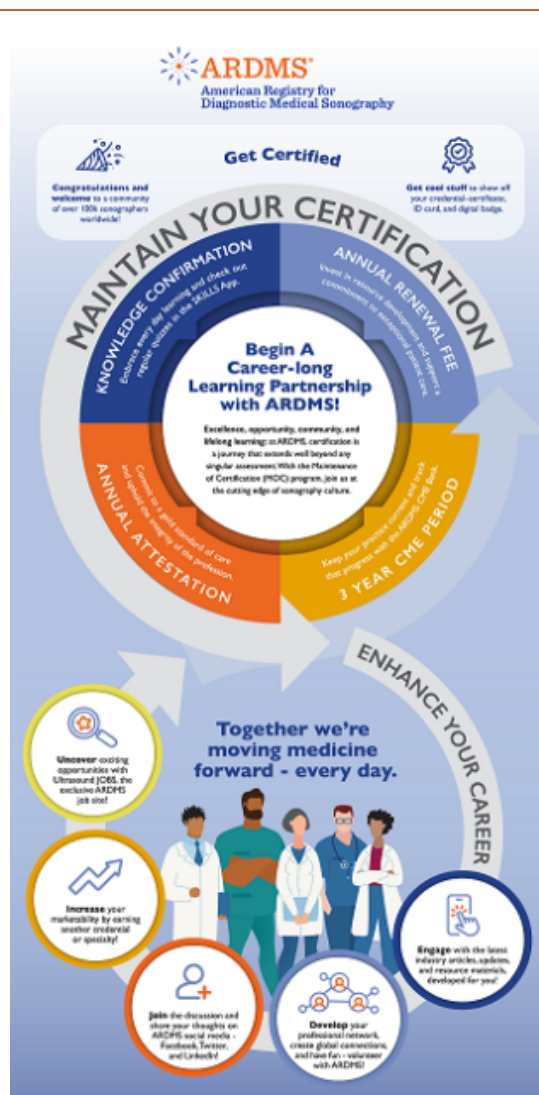 ARDMS®
American Registry for
Diagnostic Medical Sonography
Get Certified
Congratulations and
welcome to a community
of over 100k sonographers
worldwide!
Get cool stuff to show off
your credential-certificates,
ID card, and digital badge.
MAINTAIN YOUR CERTIFICATION
KNOWLEDGE CONFIRMATION
Embrace every day learning and check out
regular quizzes in the SKILLS App.
ANNUAL RENEWAL FEE
Invest in resource development and support a
commitment to exceptional patient care.
Begin A
Career-long
Learning Partnership
with ARDMS!
Excellence, opportunity, community, and
lifelong learning: at ARDMS, certification is
a journey that extends well beyond any
singular assessment. With the Maintenance
of Certification (MOC) program, join us at
the cutting edge of sonography culture.
ANNUAL ATTESTATION
Commit to a gold standard of care
and uphold the integrity of the profession.
3 YEAR CME PERIOD
Keep your practice current and track
that progress with the ARDMS CME Bank.
ENHANCE YOUR CAREER
Together we're
moving medicine
forward - every day.
Uncover exciting
opportunities with
Ultrasound JOBS, the
exclusive ARDMS
job site!
Increase your
marketability by earning
another credential
or specialty!
Join the discussion and
share your thoughts on
ARDMS social media -
Facebook, Twitter,
and LinkedIn!
Develop your
professional network,
create global connections,
and have fun - volunteer
with ARDMS!
Engage with the latest
industry articles, updates,
and resource materials,
developed for you!